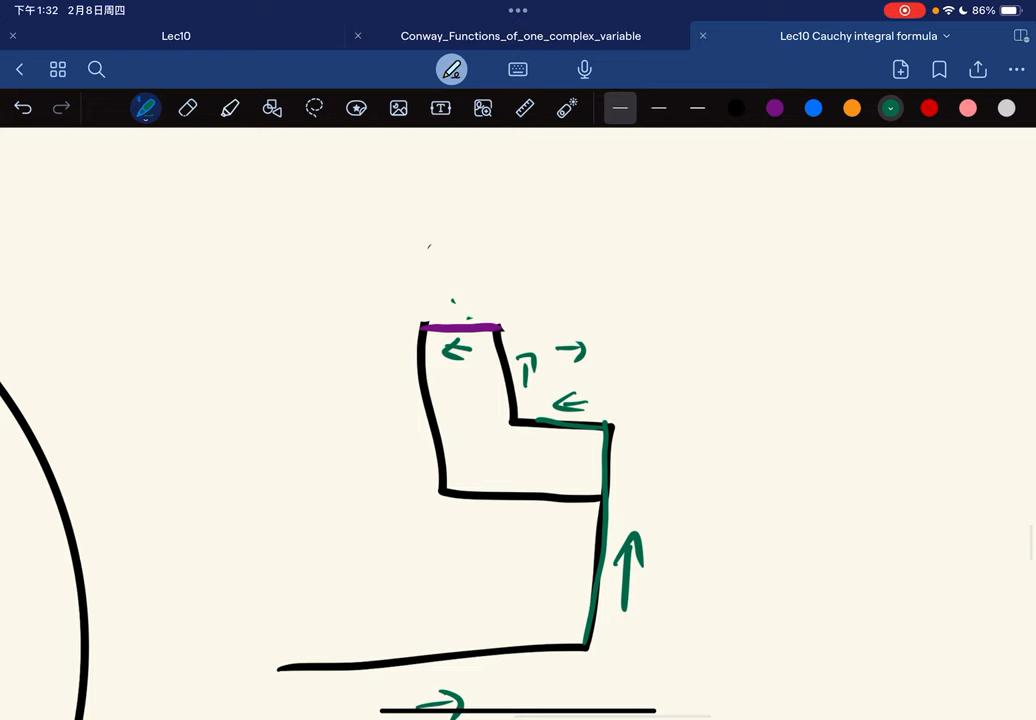 下午1:32 2月8日周四 86%
Lec10 Conway_Functions_of_one_complex_variable Lec10 Cauchy integral formula